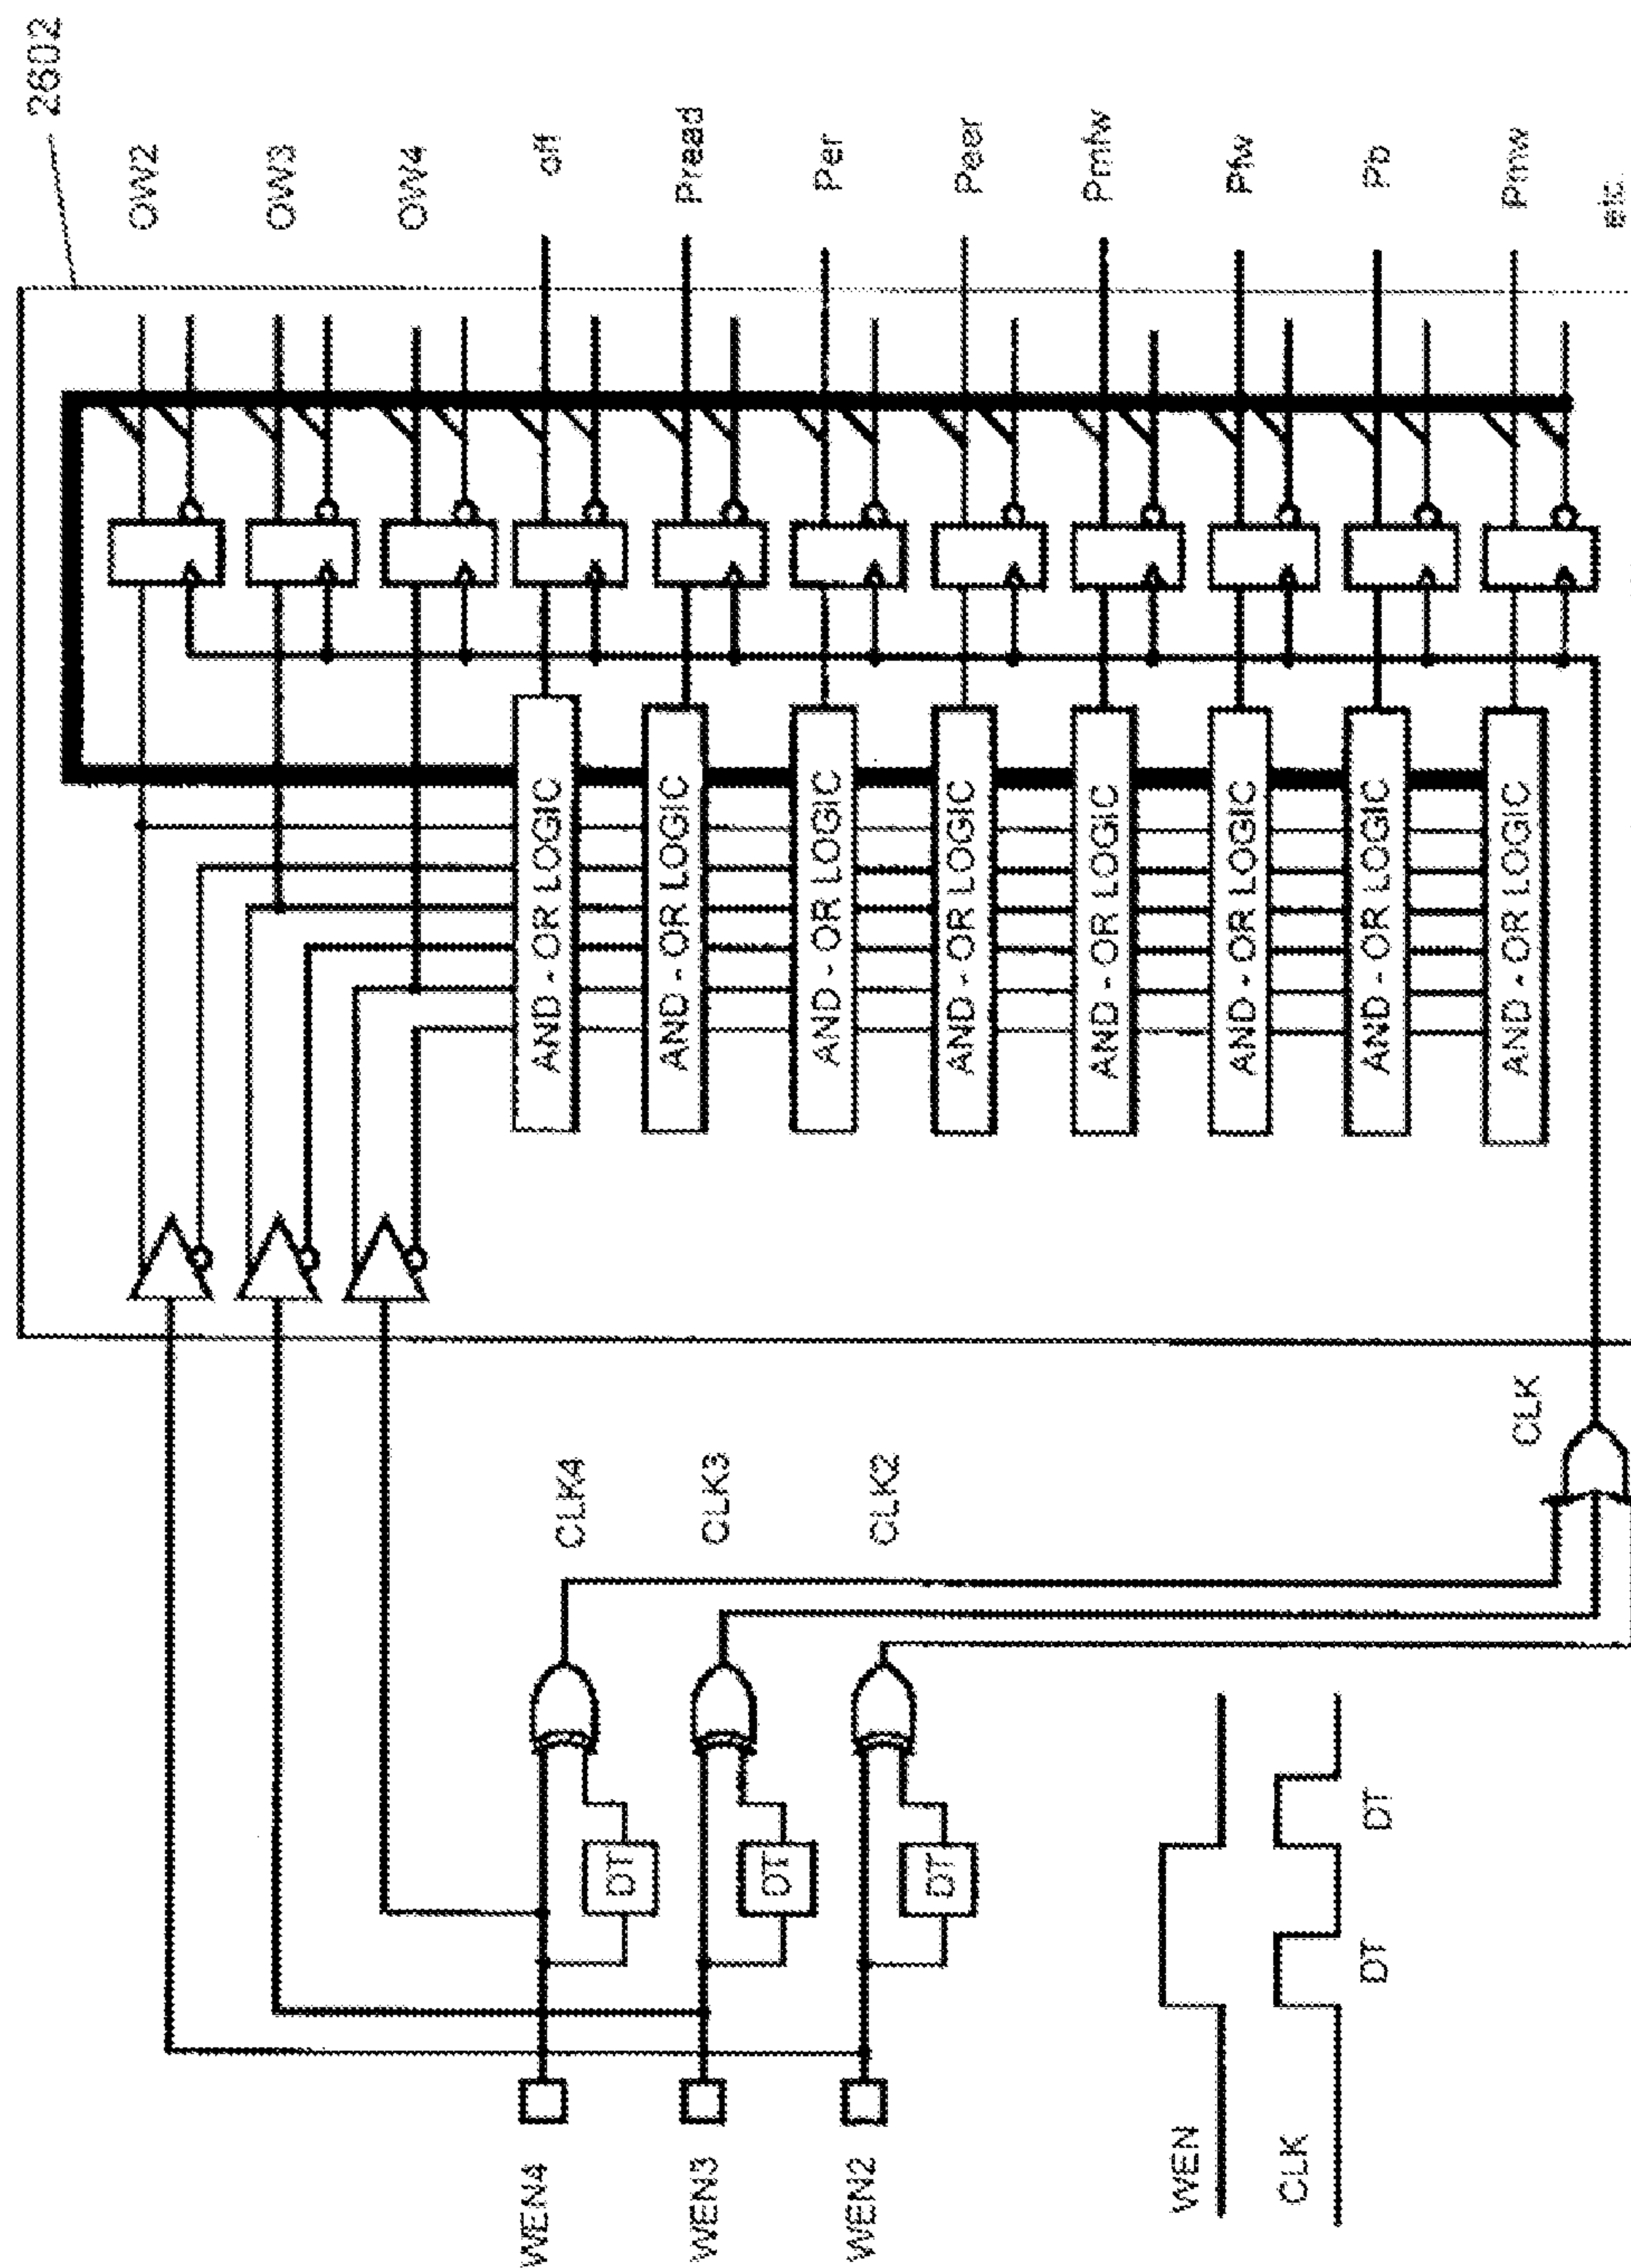 2602
OW2
OW3
OW4
off
Pread
Per
Peer
Pmfw
Pfw
Pb
Pmw
etc.
AND - OR LOGIC
AND - OR LOGIC
AND - OR LOGIC
AND - OR LOGIC
AND - OR LOGIC
AND - OR LOGIC
AND - OR LOGIC
AND - OR LOGIC
CLK4
CLK3
CLK2
CLK
DT
DT
DT
WEN4
WEN3
WEN2
WEN
CLK
DT
DT